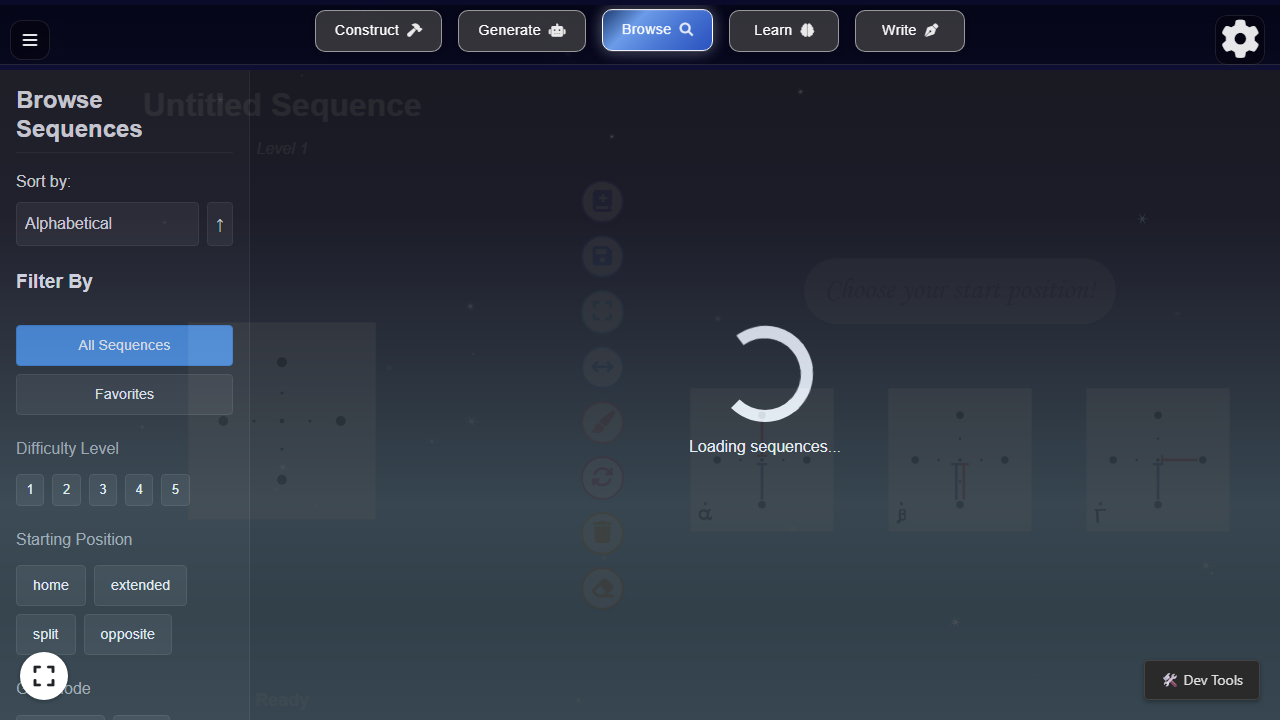 Construct
Generate
Browse
Learn
Write
Browse
Sequences
Untitled Sequence
Level 1
Sort by:
Alphabetical
↑
Filter By
Choose your start position!
All Sequences
Favorites
Loading sequences...
Difficulty Level
1 2 3 4 5
α β Γ
Starting Position
home extended
split opposite
Ready
Dev Tools